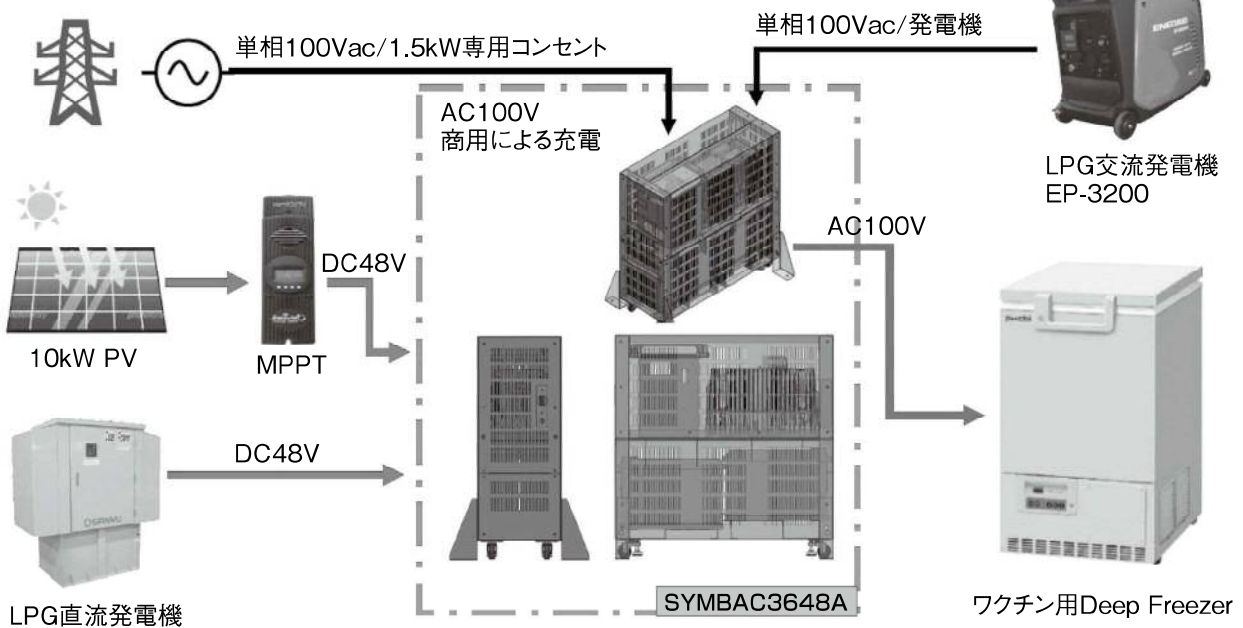 単相100Vac/1.5kW専用コンセント
単相100Vac/発電機
AC100V
商用による充電
LPG交流発電機
EP-3200
AC100V
DC48V
10kW PV
MPPT
DC48V
SYMBAC3648A
LPG直流発電機
ワクチン用Deep Freezer